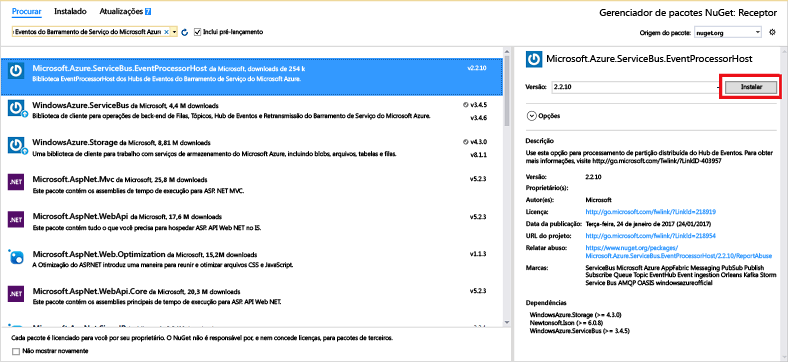 Procurar Instalado Atualizações 7
Gerenciador de pacotes NuGet: Receptor
Eventos do Barramento de Serviço do Microsoft Azure
Inclui pré-lançamento
Origem do pacote: nuget.org
Microsoft.Azure.ServiceBus.EventProcessorHost da Microsoft, downloads de 254 k
v2.2.10
Biblioteca EventProcessorHost dos Hubs de Eventos do Barramento de Serviço do Microsoft Azure.
WindowsAzure.ServiceBus da Microsoft, 4,4 M downloads
v3.4.5
Biblioteca de cliente para operações de back-end de Filas, Tópicos, Hub de Eventos e Retransmissão do Barramento de Serviço do Microsoft Azure.
v3.4.6
WindowsAzure.Storage da Microsoft, 8,81 M downloads
v4.3.0
Uma biblioteca de cliente para trabalho com serviços de armazenamento do Microsoft Azure, incluindo blobs, arquivos, tabelas e filas.
v8.1.1
.NET
Microsoft.AspNet.Mvc da Microsoft, 25,8 M downloads
v5.2.3
Este pacote contém os assemblies de tempo de execução para ASP. NET MVC.
.NET
Microsoft.AspNet.WebApi da Microsoft, 17,6 M downloads
v5.2.3
Este pacote contém tudo o que você precisa para hospedar ASP. API Web NET no IIS.
Microsoft.AspNet.Web.Optimization da Microsoft, 15,2M downloads
v1.1.3
A Otimização do ASP.NET introduz uma maneira para reunir e otimizar arquivos CSS e JavaScript.
.NET
Microsoft.AspNet.WebApi.Core da Microsoft, 20,3 M downloads
v5.2.3
Este pacote contém os assemblies principais de tempo de execução para ASP. API Web NET.
Cada pacote é licenciado para você por seu proprietário. O NuGet não é responsável por, e nem concede licenças, para pacotes de terceiros.
Não mostrar novamente
Microsoft.Azure.ServiceBus.EventProcessorHost
Versão: 2.2.10 Instalar
Opções
Descrição
Use esta opção para processamento de partição distribuída do Hub de Eventos. Para obter
mais informações, visite http://go.microsoft.com/fwlink/?LinkID-403957
Versão: 2.2.10
Proprietário(s):
Autor(es): Microsoft
Licença: http://go.microsoft.com/fwlink/?LinkId=218919
Data da publicação: Terça-feira, 24 de janeiro de 2017 (24/01/2017)
URL do projeto: http://go.microsoft.com/fwlink/?LinkId=218954
Relatar abuso: https://www.nuget.org/packages/
Microsoft.Azure.ServiceBus.EventProcessorHost/2.2.10/ReportAbuse
Marcas: ServiceBus Microsoft Azure AppFabric Messaging PubSub Publish
Subscribe Queue Topic EventHub Event ingestion Orleans Kafka Storm
Service Bus AMQP OASIS windowsazureofficial
Dependências
WindowsAzure.Storage (>= 4.3.0)
Newtonsoft.Json (>= 6.0.8)
WindowsAzure.ServiceBus (>= 3.4.5)